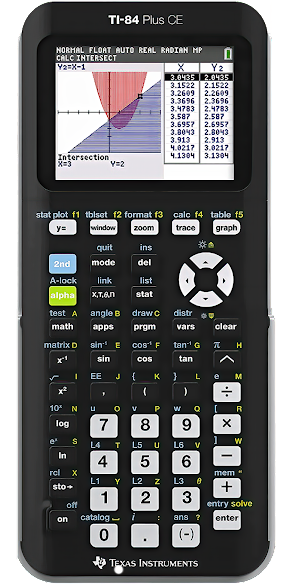 TI-84 Plus CE
NORMAL FLOAT AUTO REAL RADIAN MP
CALC INTERSECT
Y2=X-1
X Y2
3.0435 2.0435
3.1522 2.1522
3.2609 2.2609
3.3696 2.3696
3.4783 2.4783
3.587 2.587
3.6957 2.6957
3.8043 2.8043
3.913 2.913
4.0217 3.0217
4.1304 3.1304
Intersection
X=3 Y=2
stat plot f1 tblset f2 format f3 calc f4 table f5
y= window zoom trace graph
quit ins
2nd mode del
A-lock link list
alpha X,T,θ,n stat
test A angle B draw C distr
math apps prgm vars clear
matrix D sin⁻¹ E cos⁻¹ F tan⁻¹ G π H
x⁻¹ sin cos tan ^
√ I EE J { K } L e M
x² , ( ) ÷
10ˣ N u O v P w Q [ R
log 7 8 9 ×
eˣ S L4 T L5 U L6 V ] W
ln 4 5 6 −
rcl X L1 Y L2 Z L3 θ mem "
sto→ 1 2 3 +
off catalog i : ans ? entry solve
on 0 . (-) enter
TEXAS INSTRUMENTS